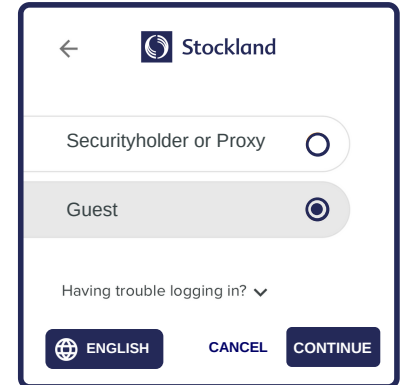 Stockland
Securityholder or Proxy
Guest
Having trouble logging in?
ENGLISH CANCEL CONTINUE